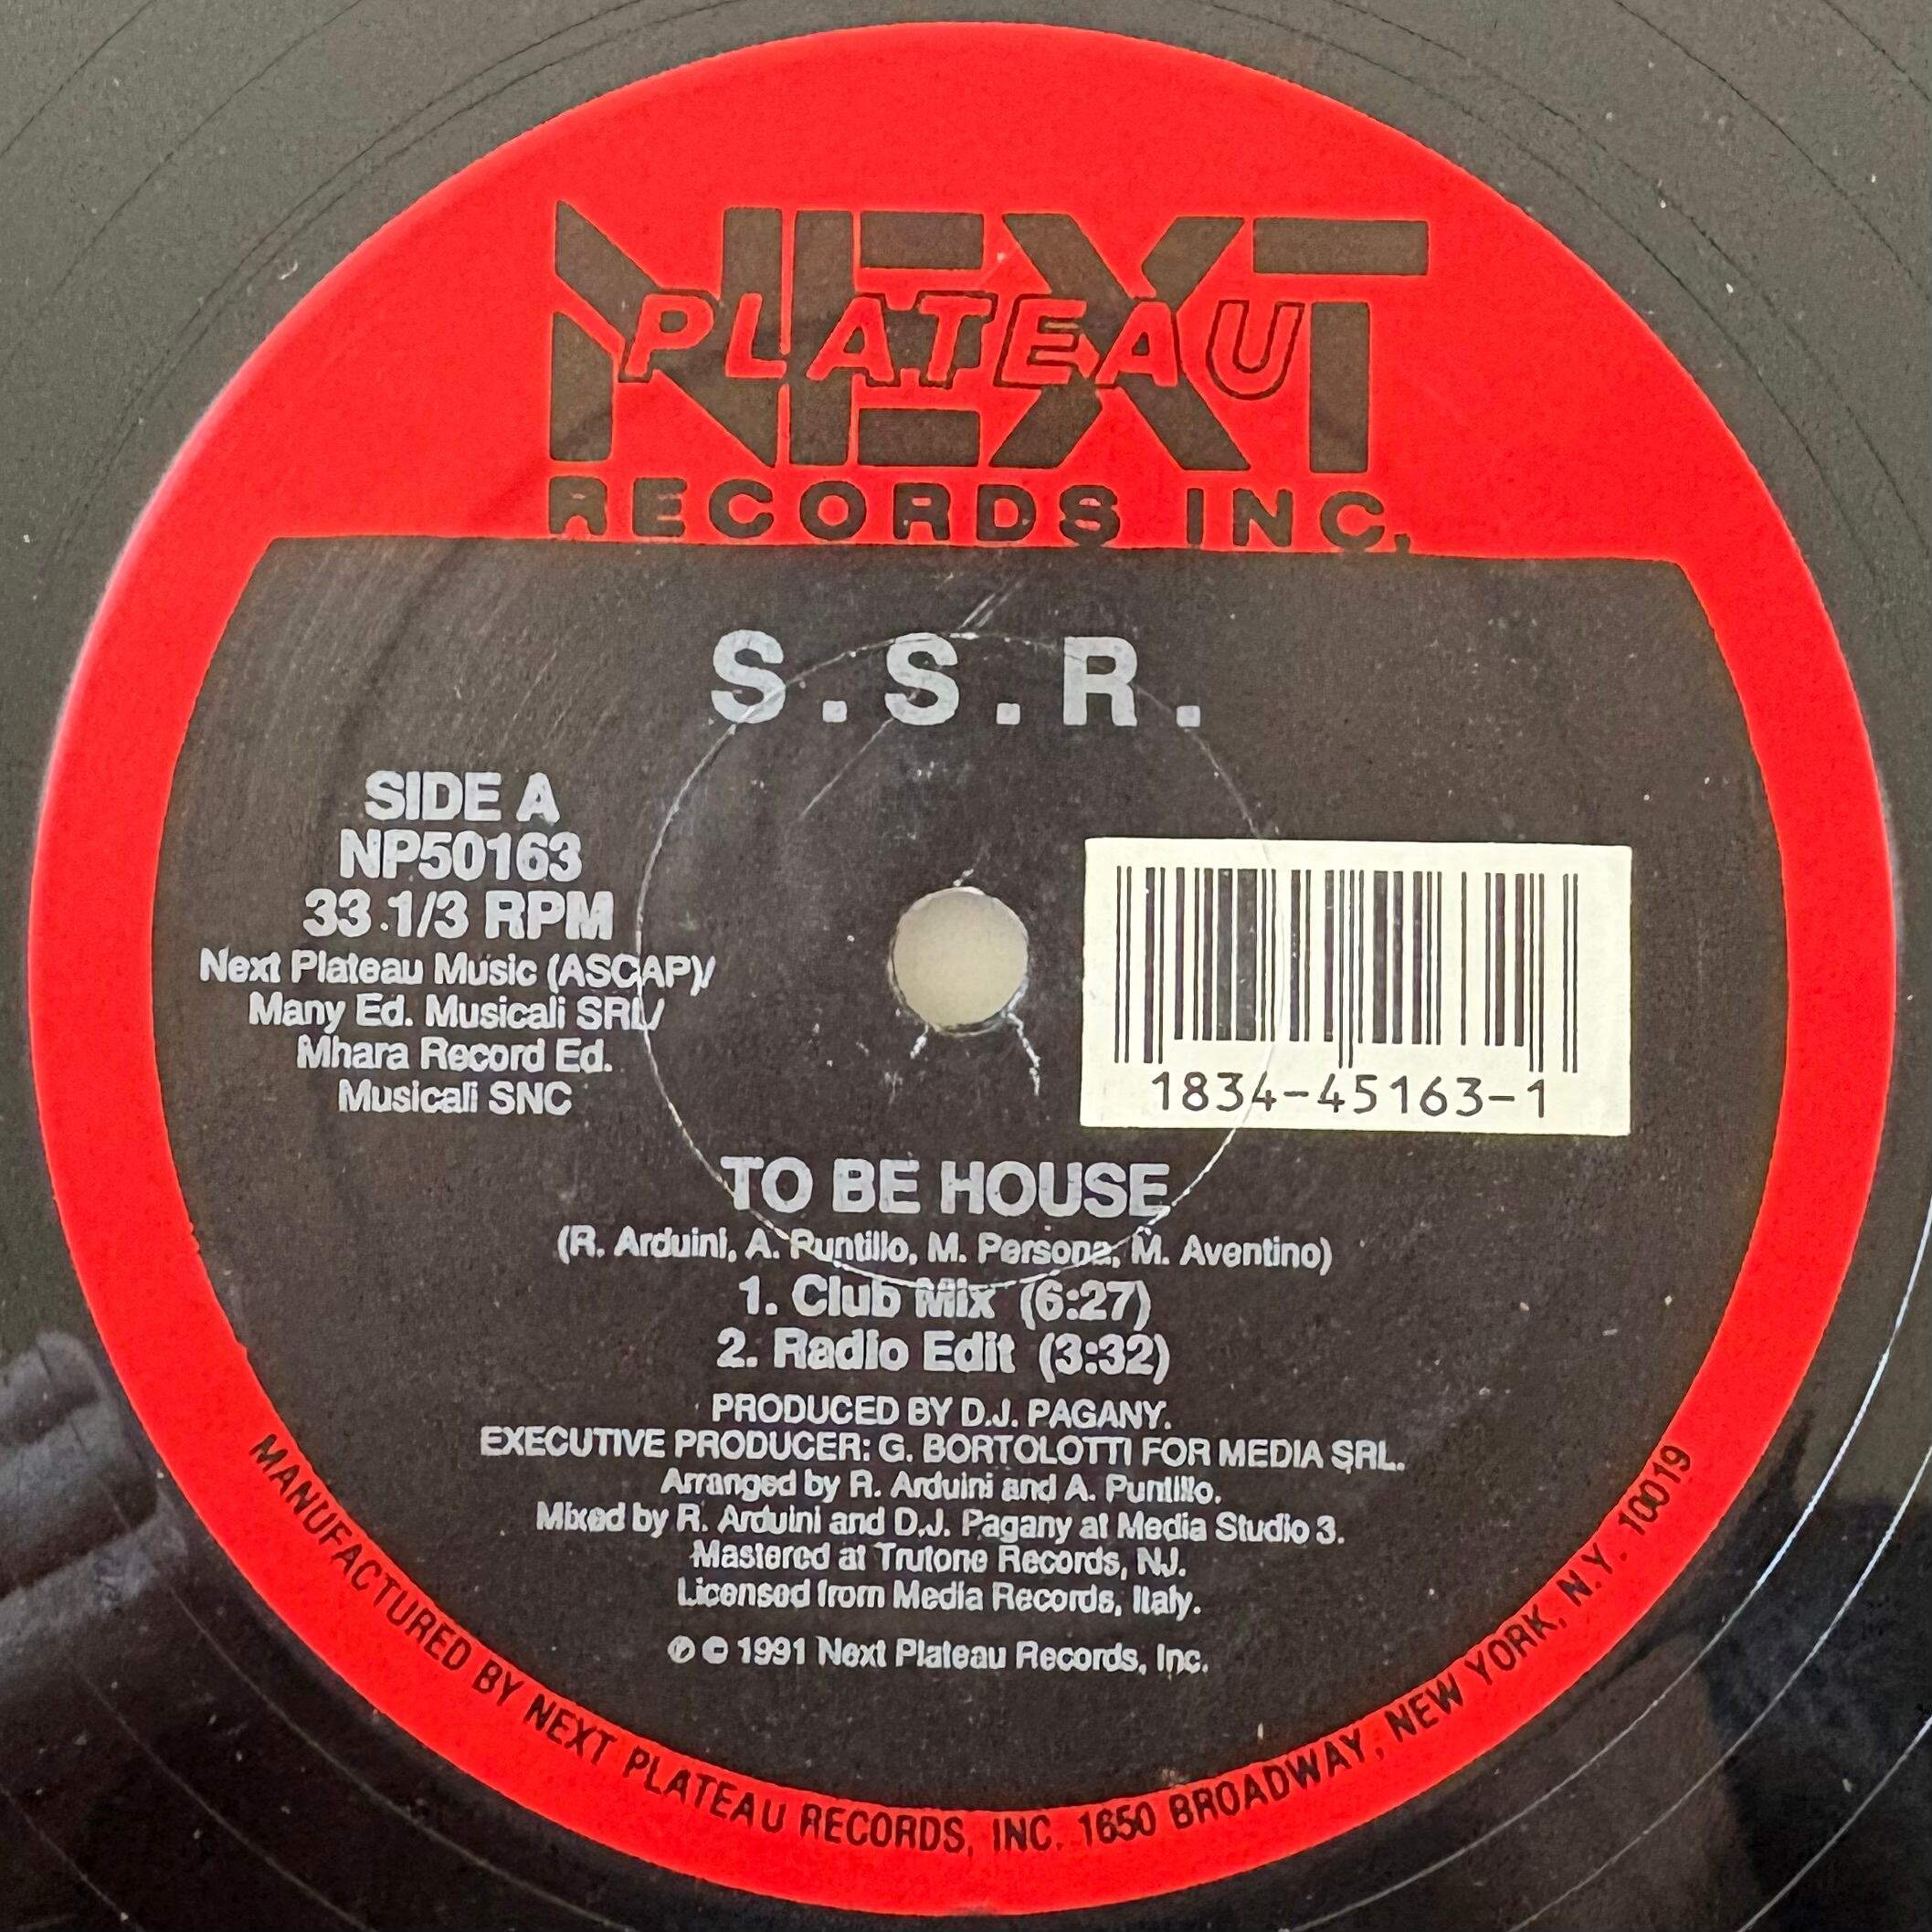 NEXT
PLATEAU
RECORDS INC.
S.S.R.
SIDE A
NP50163
33 1/3 RPM
Next Plateau Music (ASCAP)/
Many Ed. Musicali SRL/
Mhara Record Ed.
Musicali SNC
1834-45163-1
TO BE HOUSE
(R. Arduini, A. Puntillo, M. Persona, M. Aventino)
1. Club Mix (6:27)
2. Radio Edit (3:32)
PRODUCED BY D.J. PAGANY.
EXECUTIVE PRODUCER: G. BORTOLOTTI FOR MEDIA SRL.
Arranged by R. Arduini and A. Puntillo.
Mixed by R. Arduini and D.J. Pagany at Media Studio 3.
Mastered at Trutone Records, NJ.
Licensed from Media Records, Italy.
℗ © 1991 Next Plateau Records, Inc.
MANUFACTURED BY NEXT PLATEAU RECORDS, INC. 1650 BROADWAY, NEW YORK, N.Y. 10019